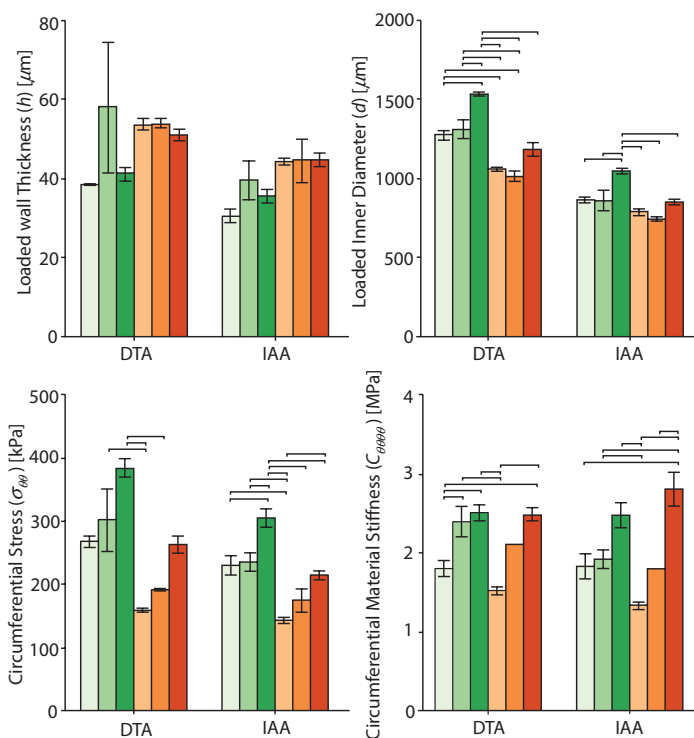 Loaded wall Thickness (h) [μm]
80
60
40
20
0
DTA
IAA
Loaded Inner Diameter (d) [μm]
2000
1500
1000
500
0
DTA
IAA
Circumferential Stress (σθθ) [kPa]
500
400
300
200
100
0
DTA
IAA
Circumferential Material Stiffness (Cθθθθ) [MPa]
4
3
2
1
0
DTA
IAA